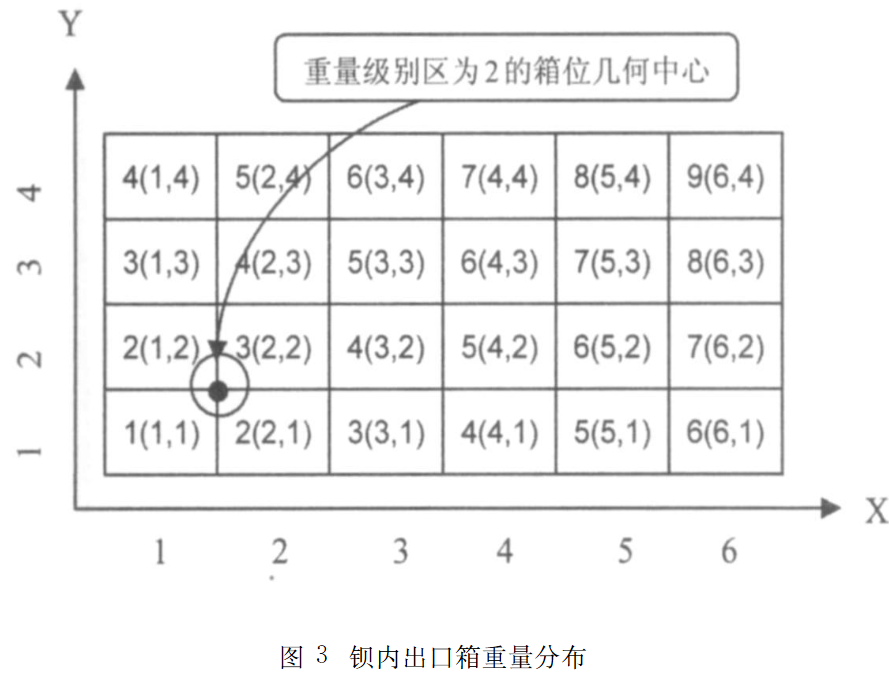 Y
重量级别区为2的箱位几何中心
4 4(1,4) 5(2,4) 6(3,4) 7(4,4) 8(5,4) 9(6,4)
3 3(1,3) 4(2,3) 5(3,3) 6(4,3) 7(5,3) 8(6,3)
2 2(1,2) 3(2,2) 4(3,2) 5(4,2) 6(5,2) 7(6,2)
1 1(1,1) 2(2,1) 3(3,1) 4(4,1) 5(5,1) 6(6,1)
X
1 2 3 4 5 6
图 3 钡内出口箱重量分布